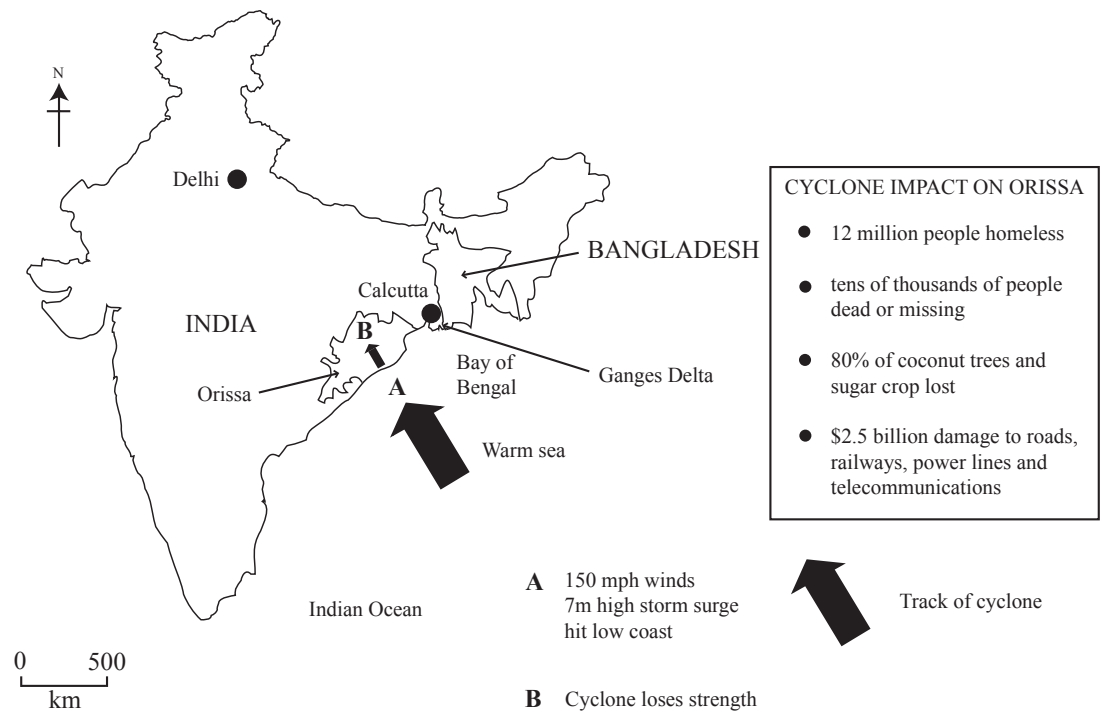 N
Delhi
INDIA
Calcutta
BANGLADESH
B
Orissa
A
Bay of
Bengal
Ganges Delta
Warm sea
Indian Ocean
0 500
km
CYCLONE IMPACT ON ORISSA
● 12 million people homeless
● tens of thousands of people
dead or missing
● 80% of coconut trees and
sugar crop lost
● $2.5 billion damage to roads,
railways, power lines and
telecommunications
A 150 mph winds
7m high storm surge
hit low coast
B Cyclone loses strength
Track of cyclone